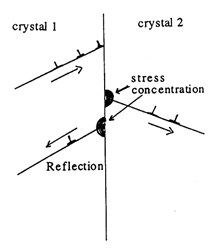 crystal 1
crystal 2
stress
concentration
Reflection